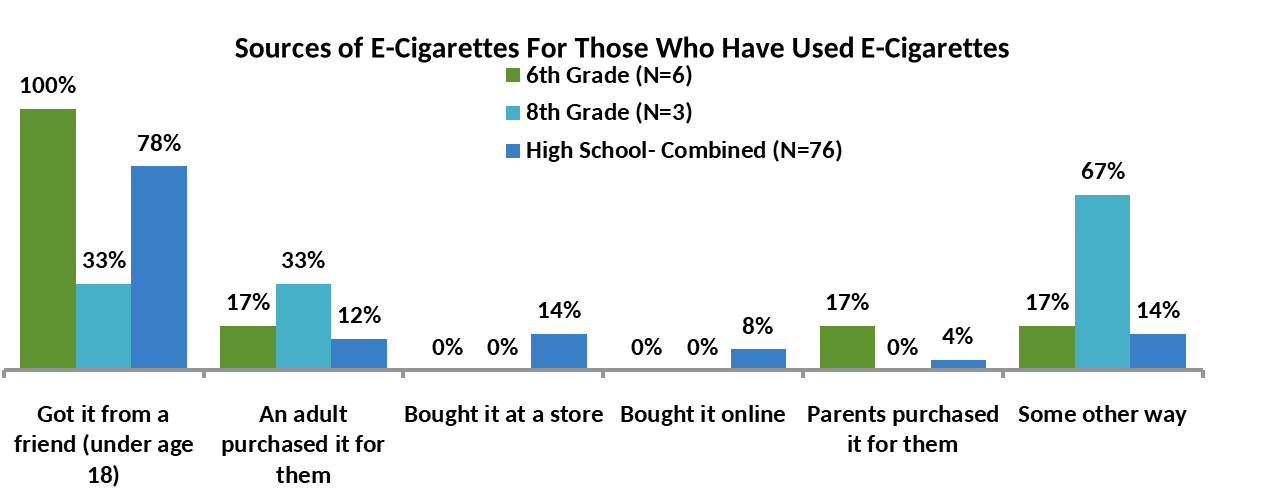 Sources of E-Cigarettes For Those Who Have Used E-Cigarettes
6th Grade (N=6)
8th Grade (N=3)
High School- Combined (N=76)
100%
33%
78%
17%
33%
12%
0%
0%
14%
0%
0%
8%
17%
0%
4%
17%
67%
14%
Got it from a
friend (under age
18)
An adult
purchased it for
them
Bought it at a store
Bought it online
Parents purchased
it for them
Some other way